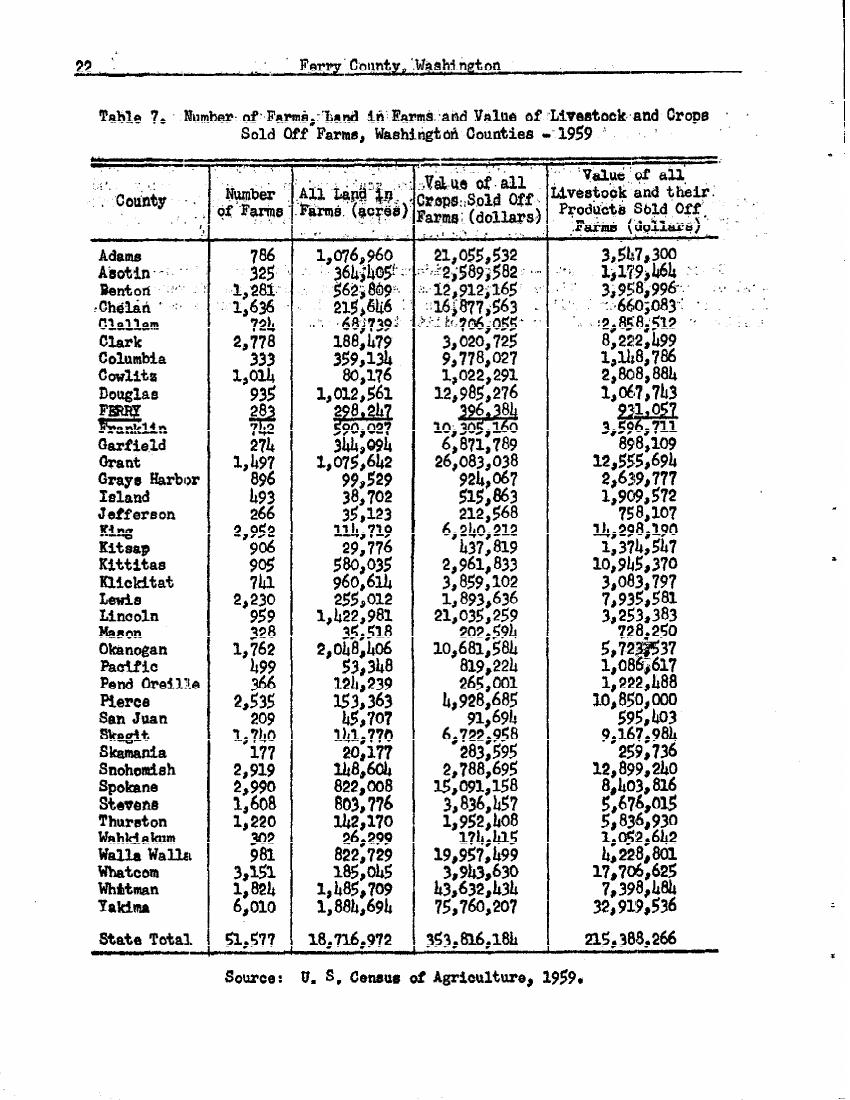 22 Ferry County, Washington
Table 7. Number of Farms, Land in Farms and Value of Livestock and Crops
Sold Off Farms, Washington Counties - 1959
County | Number of Farms | All Land in Farms (acres) | Value of all Crops Sold Off Farms (dollars) | Value of all Livestock and their Products Sold Off Farms (dollars)
Adams 786 1,076,960 21,055,532 3,547,300
Asotin 325 364,405 2,589,582 1,179,464
Benton 1,281 562,809 12,912,165 3,958,996
Chelan 1,636 215,646 16,877,563 660,083
Clallam 724 68,739 706,055 2,858,512
Clark 2,778 188,479 3,020,725 8,222,499
Columbia 333 359,134 9,778,027 1,148,786
Cowlitz 1,014 80,176 1,022,291 2,808,884
Douglas 935 1,012,561 12,985,276 1,067,743
FERRY 283 298,247 396,384 931,057
Franklin 742 590,027 10,305,160 3,596,711
Garfield 274 344,094 6,871,789 898,109
Grant 1,497 1,075,642 26,083,038 12,555,694
Grays Harbor 896 99,529 924,067 2,639,777
Island 493 38,702 515,863 1,909,572
Jefferson 266 35,123 212,568 758,107
King 2,952 114,719 6,240,212 14,298,190
Kitsap 906 29,776 437,819 1,374,547
Kittitas 905 580,035 2,961,833 10,945,370
Klickitat 741 960,614 3,859,102 3,083,797
Lewis 2,230 255,012 1,893,636 7,935,581
Lincoln 959 1,422,981 21,035,259 3,253,383
Mason 328 35,518 202,594 728,250
Okanogan 1,762 2,048,406 10,681,584 5,723,537
Pacific 499 53,348 819,224 1,086,617
Pend Oreille 366 124,239 265,001 1,222,488
Pierce 2,535 153,363 4,928,685 10,850,000
San Juan 209 45,707 91,694 595,403
Skagit 1,740 141,770 6,722,958 9,167,984
Skamania 177 20,177 283,595 259,736
Snohomish 2,919 148,604 2,788,695 12,899,240
Spokane 2,990 822,008 15,091,158 8,403,816
Stevens 1,608 803,776 3,836,457 5,676,015
Thurston 1,220 142,170 1,952,408 5,836,930
Wahkiakum 302 26,299 174,415 1,052,642
Walla Walla 981 822,729 19,957,499 4,228,801
Whatcom 3,151 185,045 3,943,630 17,706,625
Whitman 1,824 1,485,709 43,632,434 7,398,484
Yakima 6,010 1,884,694 75,760,207 32,919,536
State Total 51,577 18,716,972 353,816,184 215,388,266
Source: U. S. Census of Agriculture, 1959.